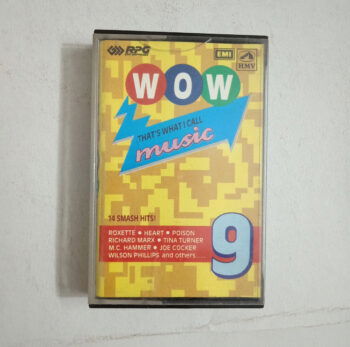 RPG
EMI
HMV
WOW
THAT'S WHAT I CALL
music
14 SMASH HITS!
ROXETTE • HEART • POISON
RICHARD MARX • TINA TURNER
M.C. HAMMER • JOE COCKER
WILSON PHILLIPS and others
9